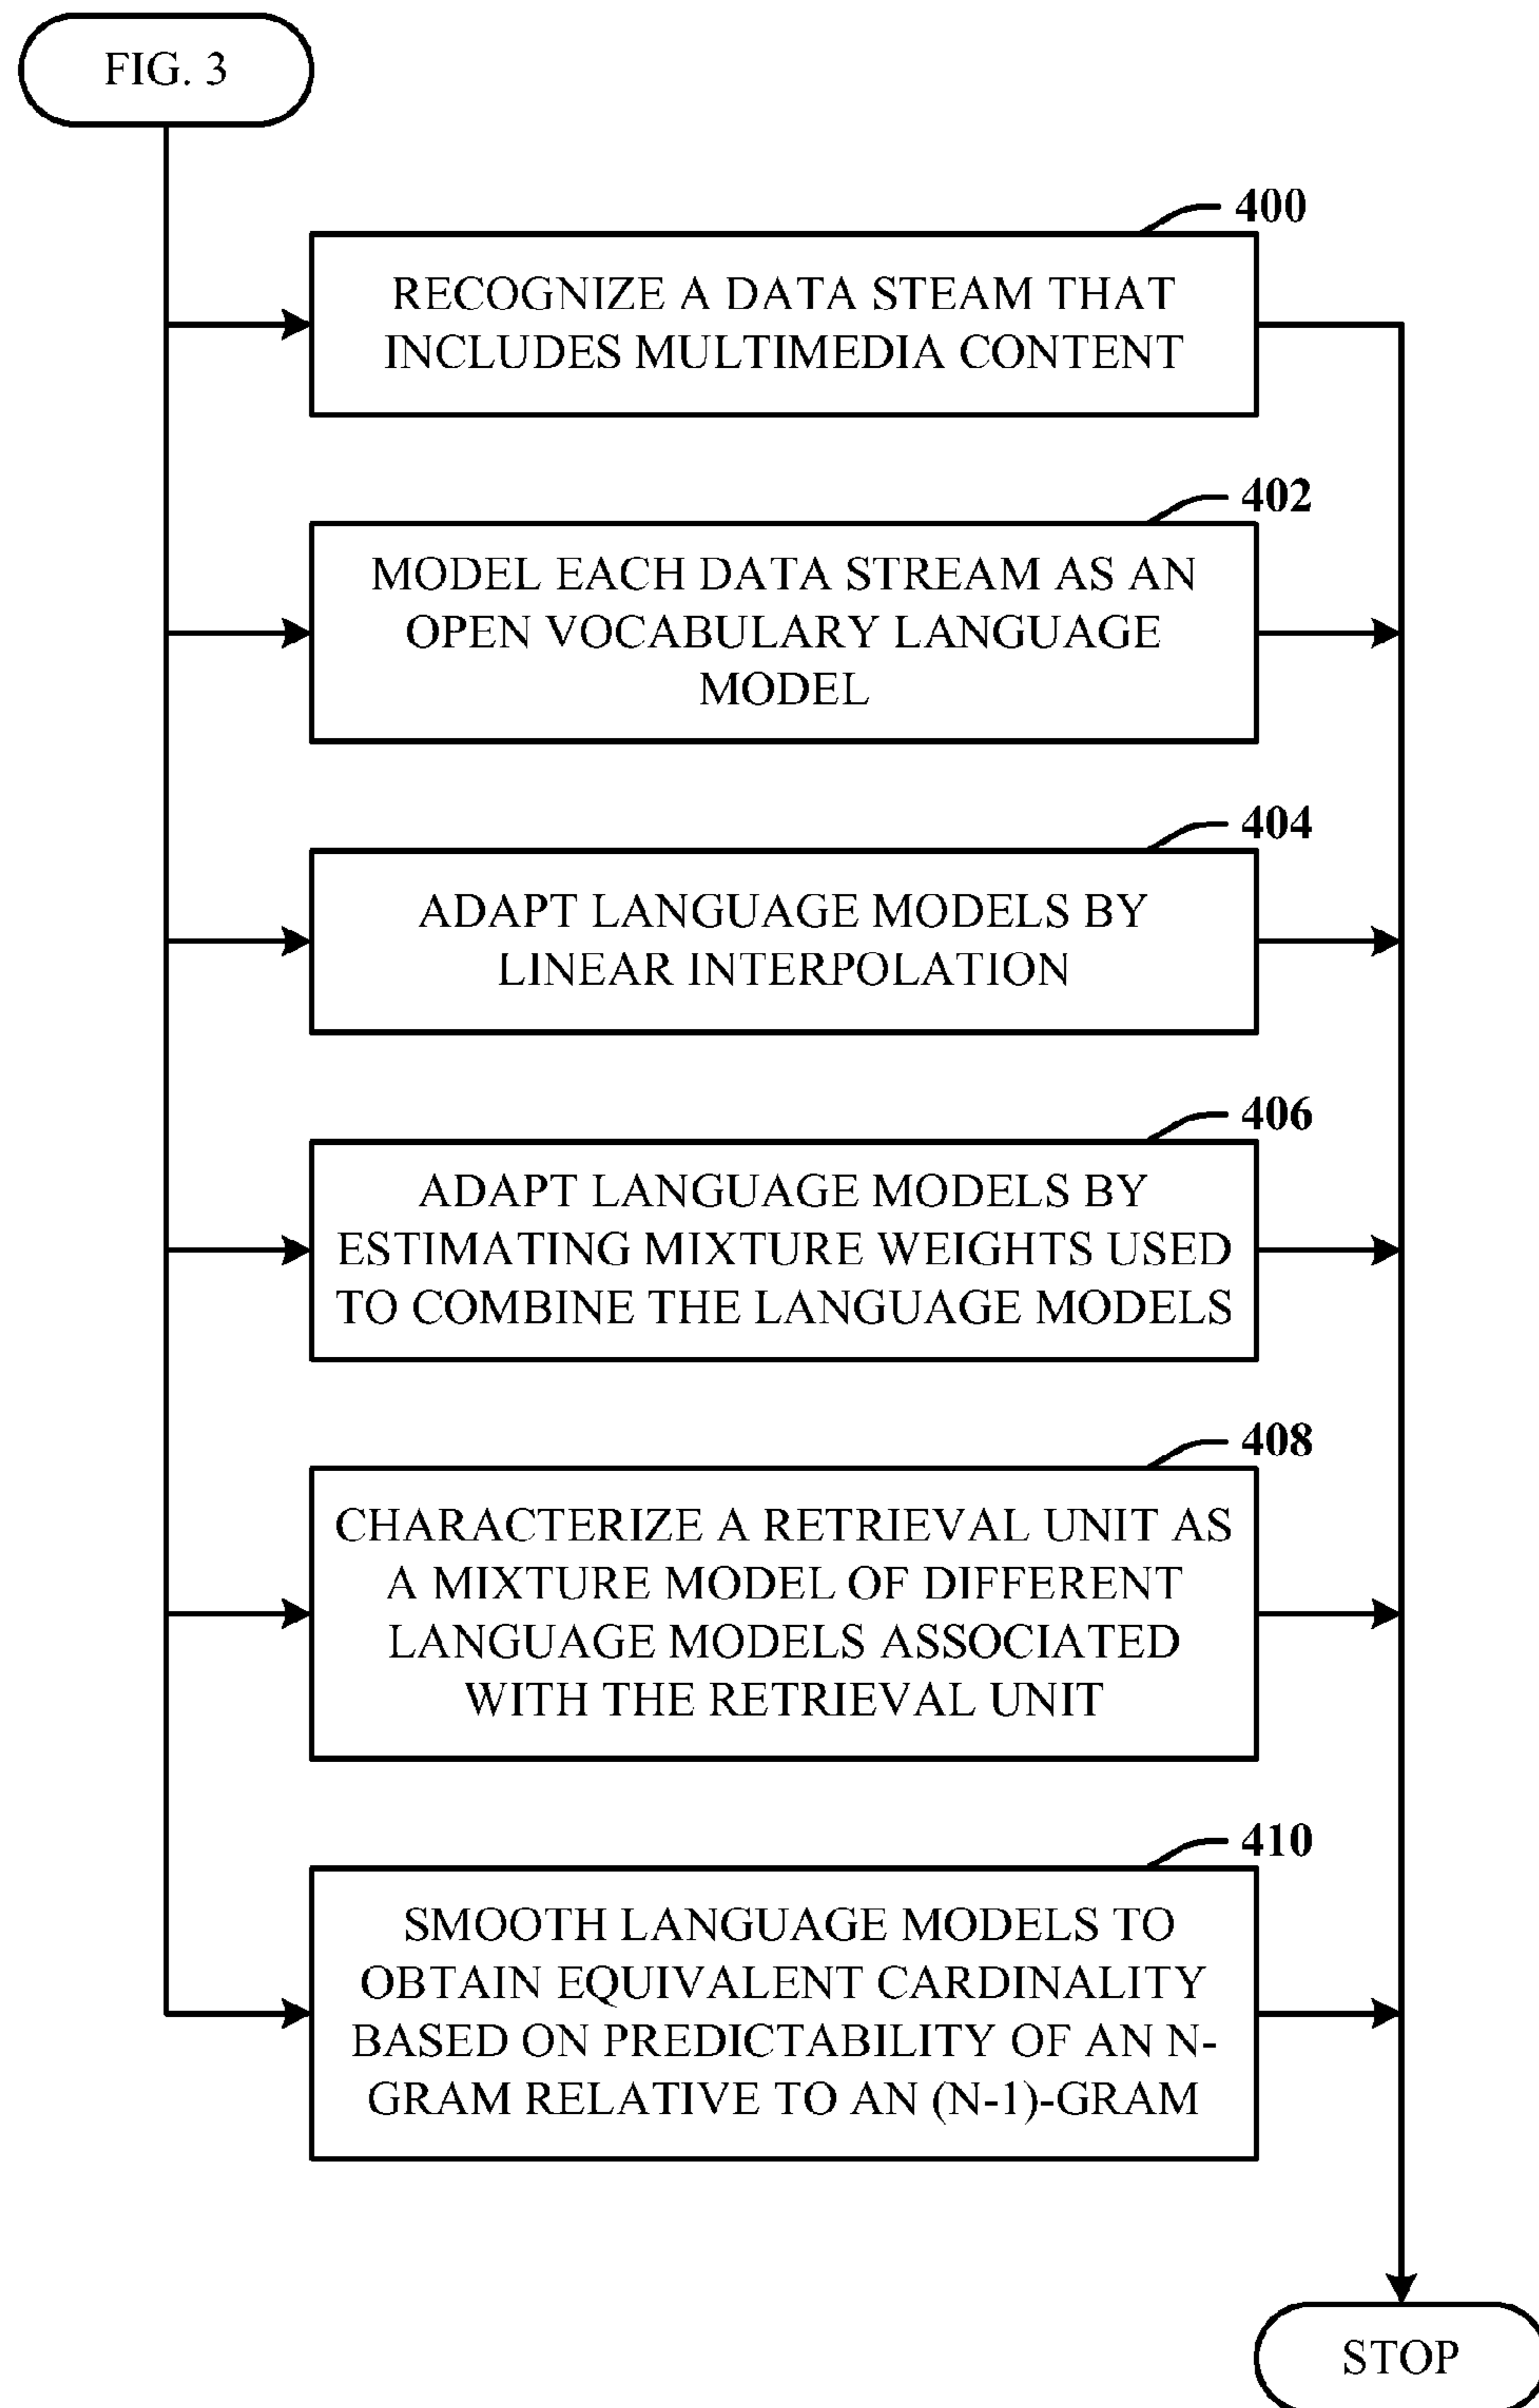 FIG. 3
400
RECOGNIZE A DATA STEAM THAT
INCLUDES MULTIMEDIA CONTENT
402
MODEL EACH DATA STREAM AS AN
OPEN VOCABULARY LANGUAGE
MODEL
404
ADAPT LANGUAGE MODELS BY
LINEAR INTERPOLATION
406
ADAPT LANGUAGE MODELS BY
ESTIMATING MIXTURE WEIGHTS USED
TO COMBINE THE LANGUAGE MODELS
408
CHARACTERIZE A RETRIEVAL UNIT AS
A MIXTURE MODEL OF DIFFERENT
LANGUAGE MODELS ASSOCIATED
WITH THE RETRIEVAL UNIT
410
SMOOTH LANGUAGE MODELS TO
OBTAIN EQUIVALENT CARDINALITY
BASED ON PREDICTABILITY OF AN N-
GRAM RELATIVE TO AN (N-1)-GRAM
STOP